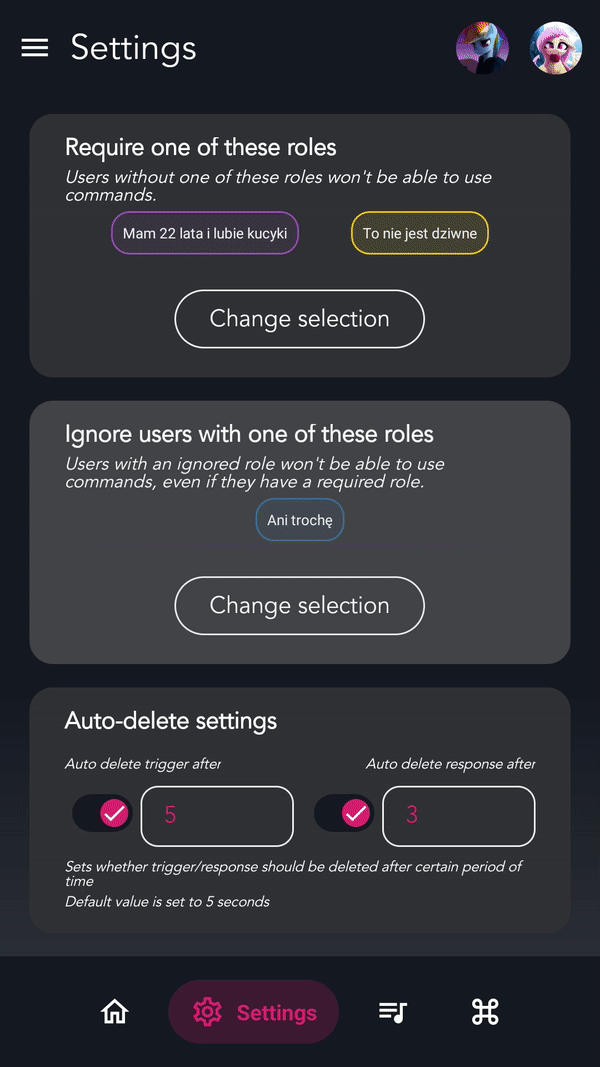 Settings
Require one of these roles
Users without one of these roles won't be able to use
commands.
Mam 22 lata i lubie kucyki
To nie jest dziwne
Change selection
Ignore users with one of these roles
Users with an ignored role won't be able to use
commands, even if they have a required role.
Ani trochę
Change selection
Auto-delete settings
Auto delete trigger after
Auto delete response after
5
3
Sets whether trigger/response should be deleted after certain period of
time
Default value is set to 5 seconds
Settings